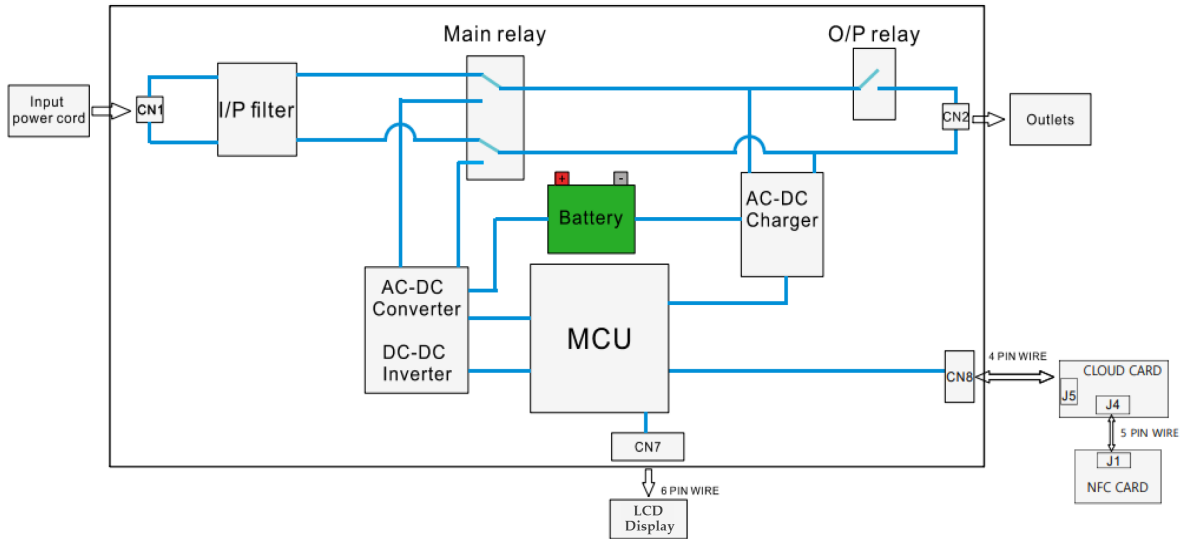 Main relay
O/P relay
Input
power cord
CN1
I/P filter
CN2
Outlets
+
-
Battery
AC-DC
Charger
AC-DC
Converter
DC-DC
Inverter
MCU
CN8
4 PIN WIRE
CLOUD CARD
J5
J4
5 PIN WIRE
J1
NFC CARD
CN7
6 PIN WIRE
LCD
Display